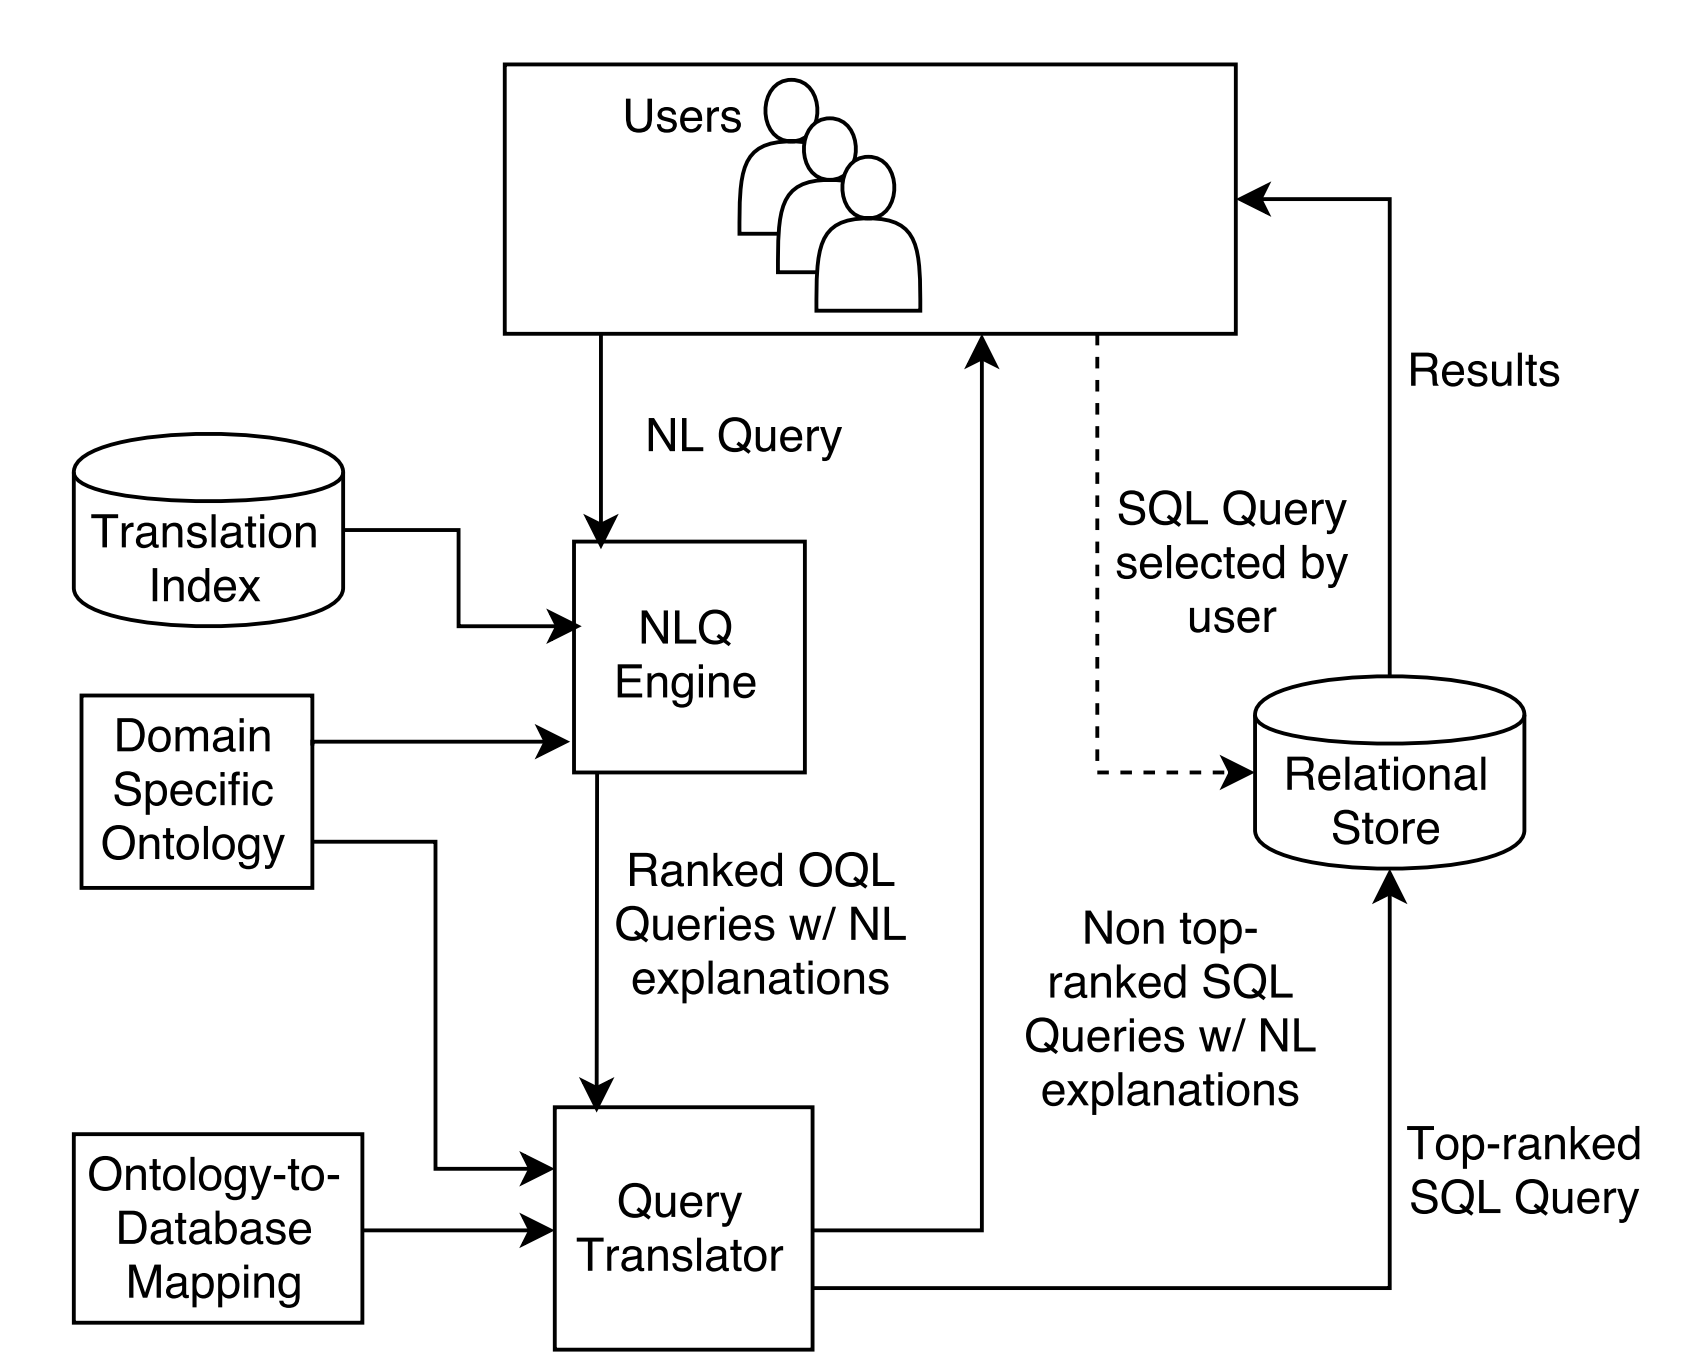 Users
NL Query
Results
Translation
Index
SQL Query
selected by
user
NLQ
Engine
Domain
Specific
Ontology
Relational
Store
Ranked OQL
Queries w/ NL
explanations
Non top-
ranked SQL
Queries w/ NL
explanations
Top-ranked
SQL Query
Ontology-to-
Database
Mapping
Query
Translator